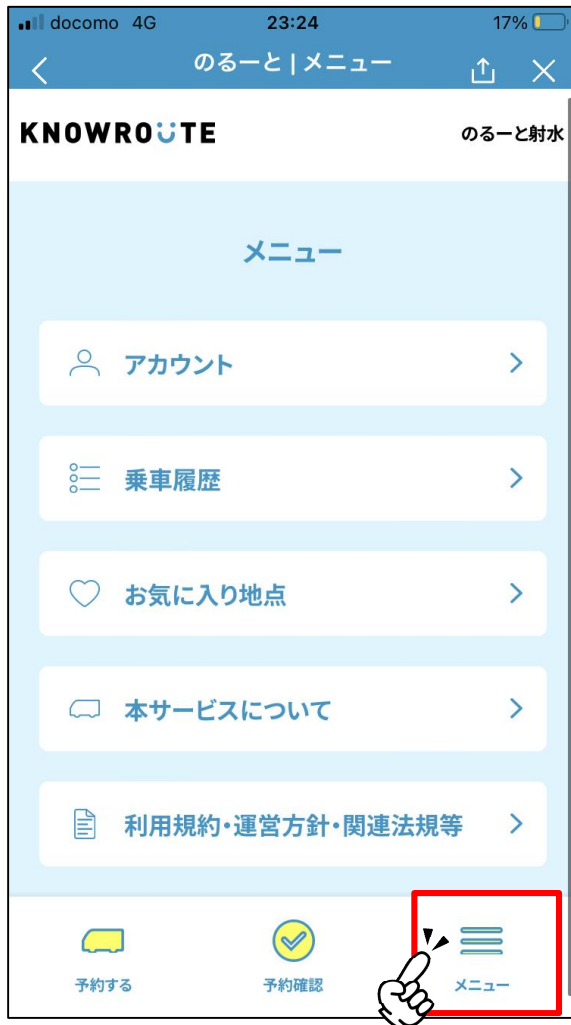 docomo 4G 23:24 17%
のるーと | メニュー
KNOWROUTE のるーと射水
メニュー
アカウント
乗車履歴
お気に入り地点
本サービスについて
利用規約・運営方針・関連法規等
予約する 予約確認 メニュー